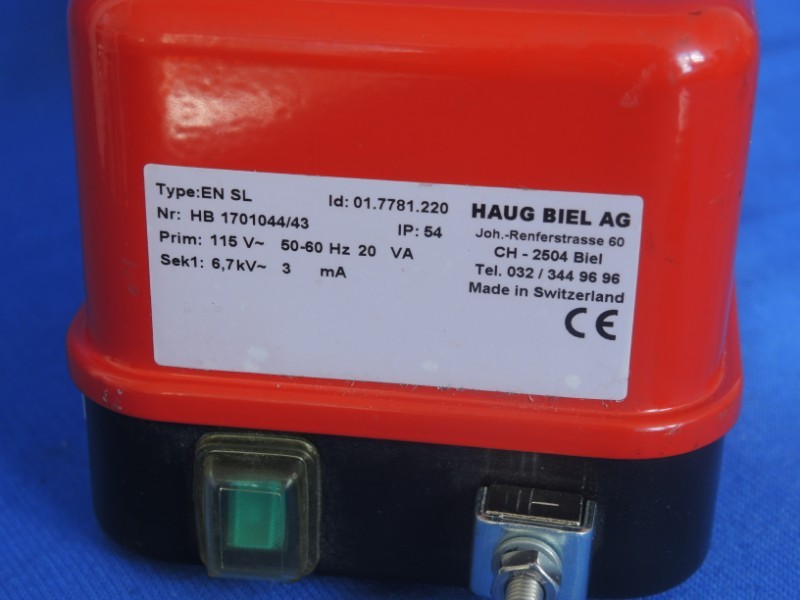 Type:EN SL Id: 01.7781.220
Nr: HB 1701044/43 IP: 54
Prim: 115 V~ 50-60 Hz 20 VA
Sek1: 6,7kV~ 3 mA
HAUG BIEL AG
Joh.-Renferstrasse 60
CH - 2504 Biel
Tel. 032 / 344 96 96
Made in Switzerland
CE